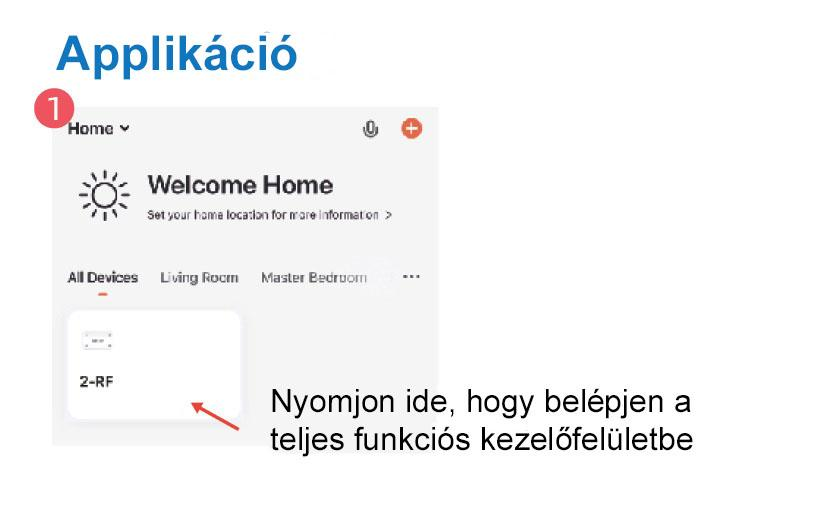 Applikáció
1
Home
Welcome Home
Set your home location for more information >
All Devices Living Room Master Bedroom ...
2-RF
Nyomjon ide, hogy belépjen a
teljes funkciós kezelőfelületbe